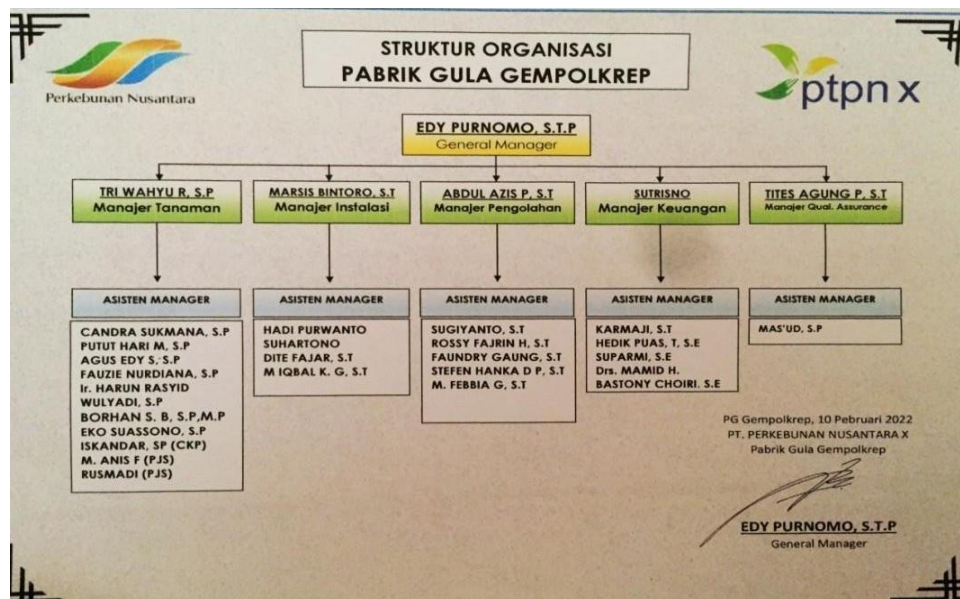 STRUKTUR ORGANISASI
PABRIK GULA GEMPOLKREP
Perkebunan Nusantara
ptpn x
EDY PURNOMO, S.T.P
General Manager
TRI WAHYU R, S.P
Manajer Tanaman
MARSIS BINTORO, S.T
Manajer Instalasi
ABDUL AZIS P, S.T
Manajer Pengolahan
SUTRISNO
Manajer Keuangan
TITES AGUNG P, S.T
Manajer Qual. Assurance
ASISTEN MANAGER
CANDRA SUKMANA, S.P
PUTUT HARI M, S.P
AGUS EDY S, S.P
FAUZIE NURDIANA, S.P
Ir. HARUN RASYID
WULYADI, S.P
BORHAN S. B, S.P,M.P
EKO SUASSONO, S.P
ISKANDAR, SP (CKP)
M. ANIS F (PJS)
RUSMADI (PJS)
ASISTEN MANAGER
HADI PURWANTO
SUHARTONO
DITE FAJAR, S.T
M IQBAL K. G, S.T
ASISTEN MANAGER
SUGIYANTO, S.T
ROSSY FAJRIN H, S.T
FAUNDRY GAUNG, S.T
STEFEN HANKA D P, S.T
M. FEBBIA G, S.T
ASISTEN MANAGER
KARMAJI, S.T
HEDIK PUAS, T, S.E
SUPARMI, S.E
Drs. MAMID H.
BASTONY CHOIRI. S.E
ASISTEN MANAGER
MAS'UD, S.P
PG Gempolkrep, 10 Pebruari 2022
PT. PERKEBUNAN NUSANTARA X
Pabrik Gula Gempolkrep
EDY PURNOMO, S.T.P
General Manager